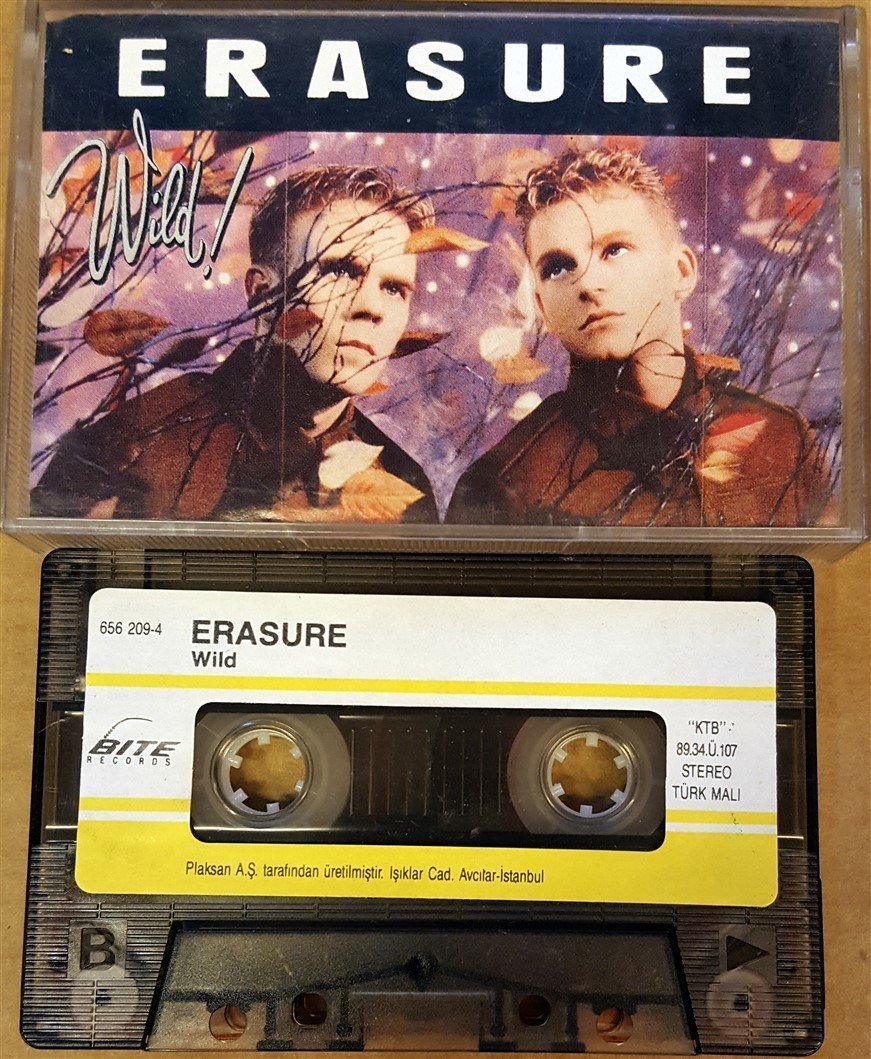 ERASURE
Wild!
656 209-4
ERASURE
Wild
BITE
RECORDS
"KTB"
89.34.Ü.107
STEREO
TÜRK MALI
Plaksan A.Ş. tarafından üretilmiştir. Işıklar Cad. Avcılar-İstanbul
B